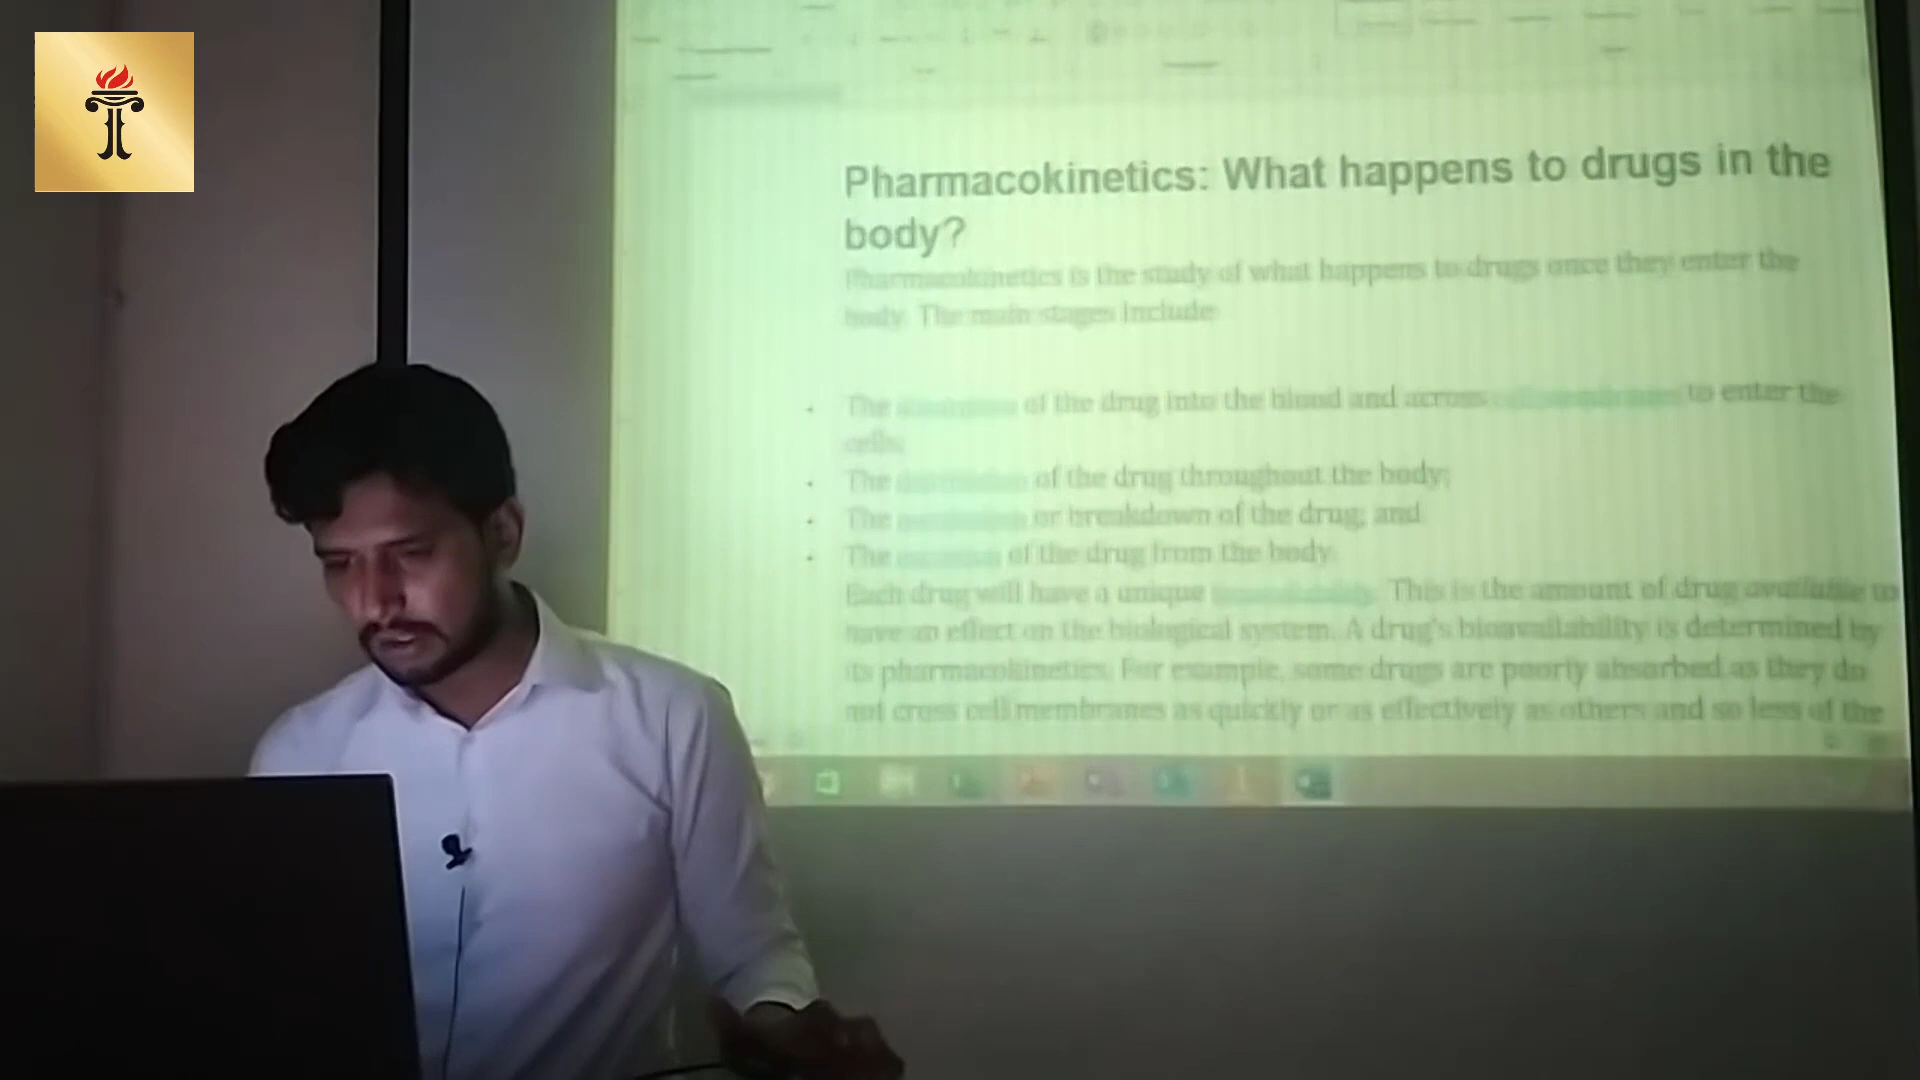 Pharmacokinetics: What happens to drugs in the
body?
Pharmacokinetics is the study of what happens to drugs once they enter the
body. The main stages include
The of the drug into the blood and across to enter the
cells;
The of the drug throughout the body;
The or breakdown of the drug; and
The of the drug from the body.
Each drug will have a unique This is the amount of drug available to
have an effect on the biological system. A drug's bioavailability is determined by
its pharmacokinetics. For example, some drugs are poorly absorbed as they do
not cross cell membranes as quickly or as effectively as others and so less of the